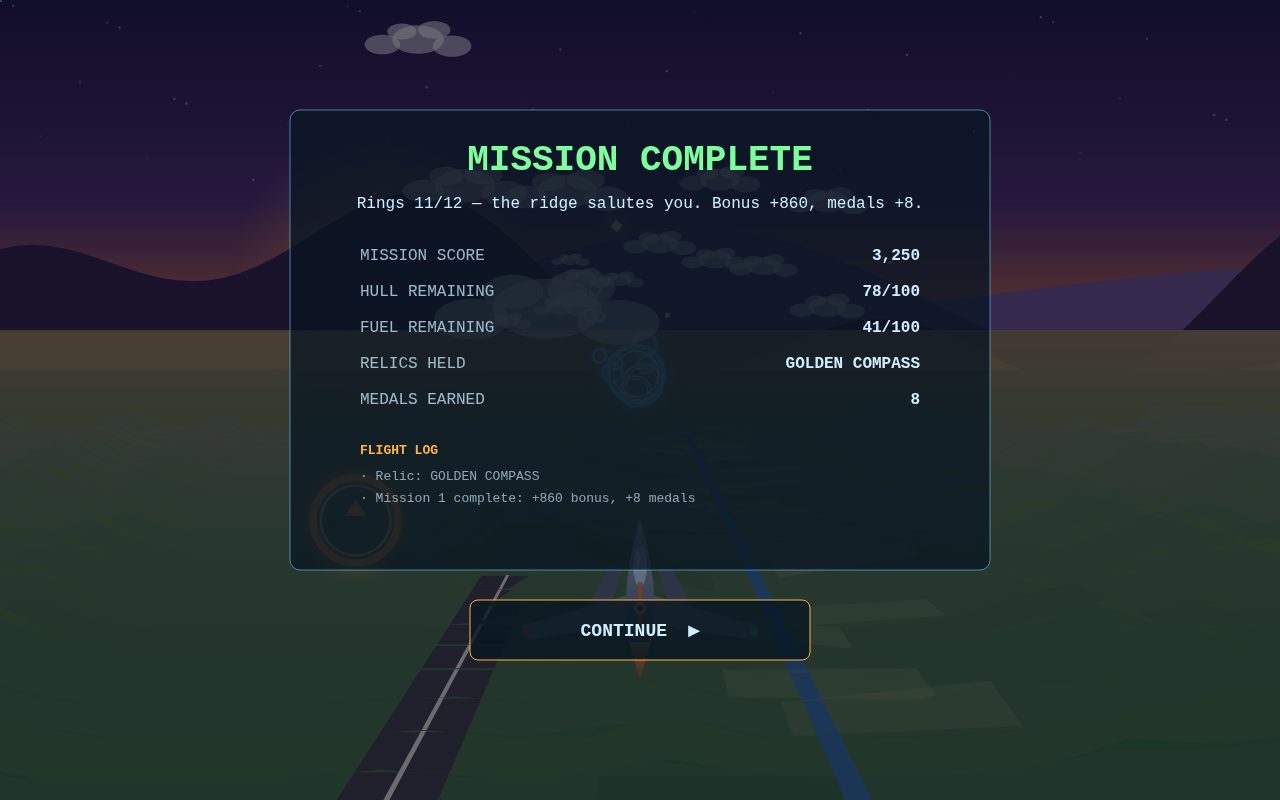 MISSION COMPLETE
Rings 11/12 — the ridge salutes you. Bonus +860, medals +8.
MISSION SCORE 3,250
HULL REMAINING 78/100
FUEL REMAINING 41/100
RELICS HELD GOLDEN COMPASS
MEDALS EARNED 8
FLIGHT LOG
· Relic: GOLDEN COMPASS
· Mission 1 complete: +860 bonus, +8 medals
CONTINUE ▶